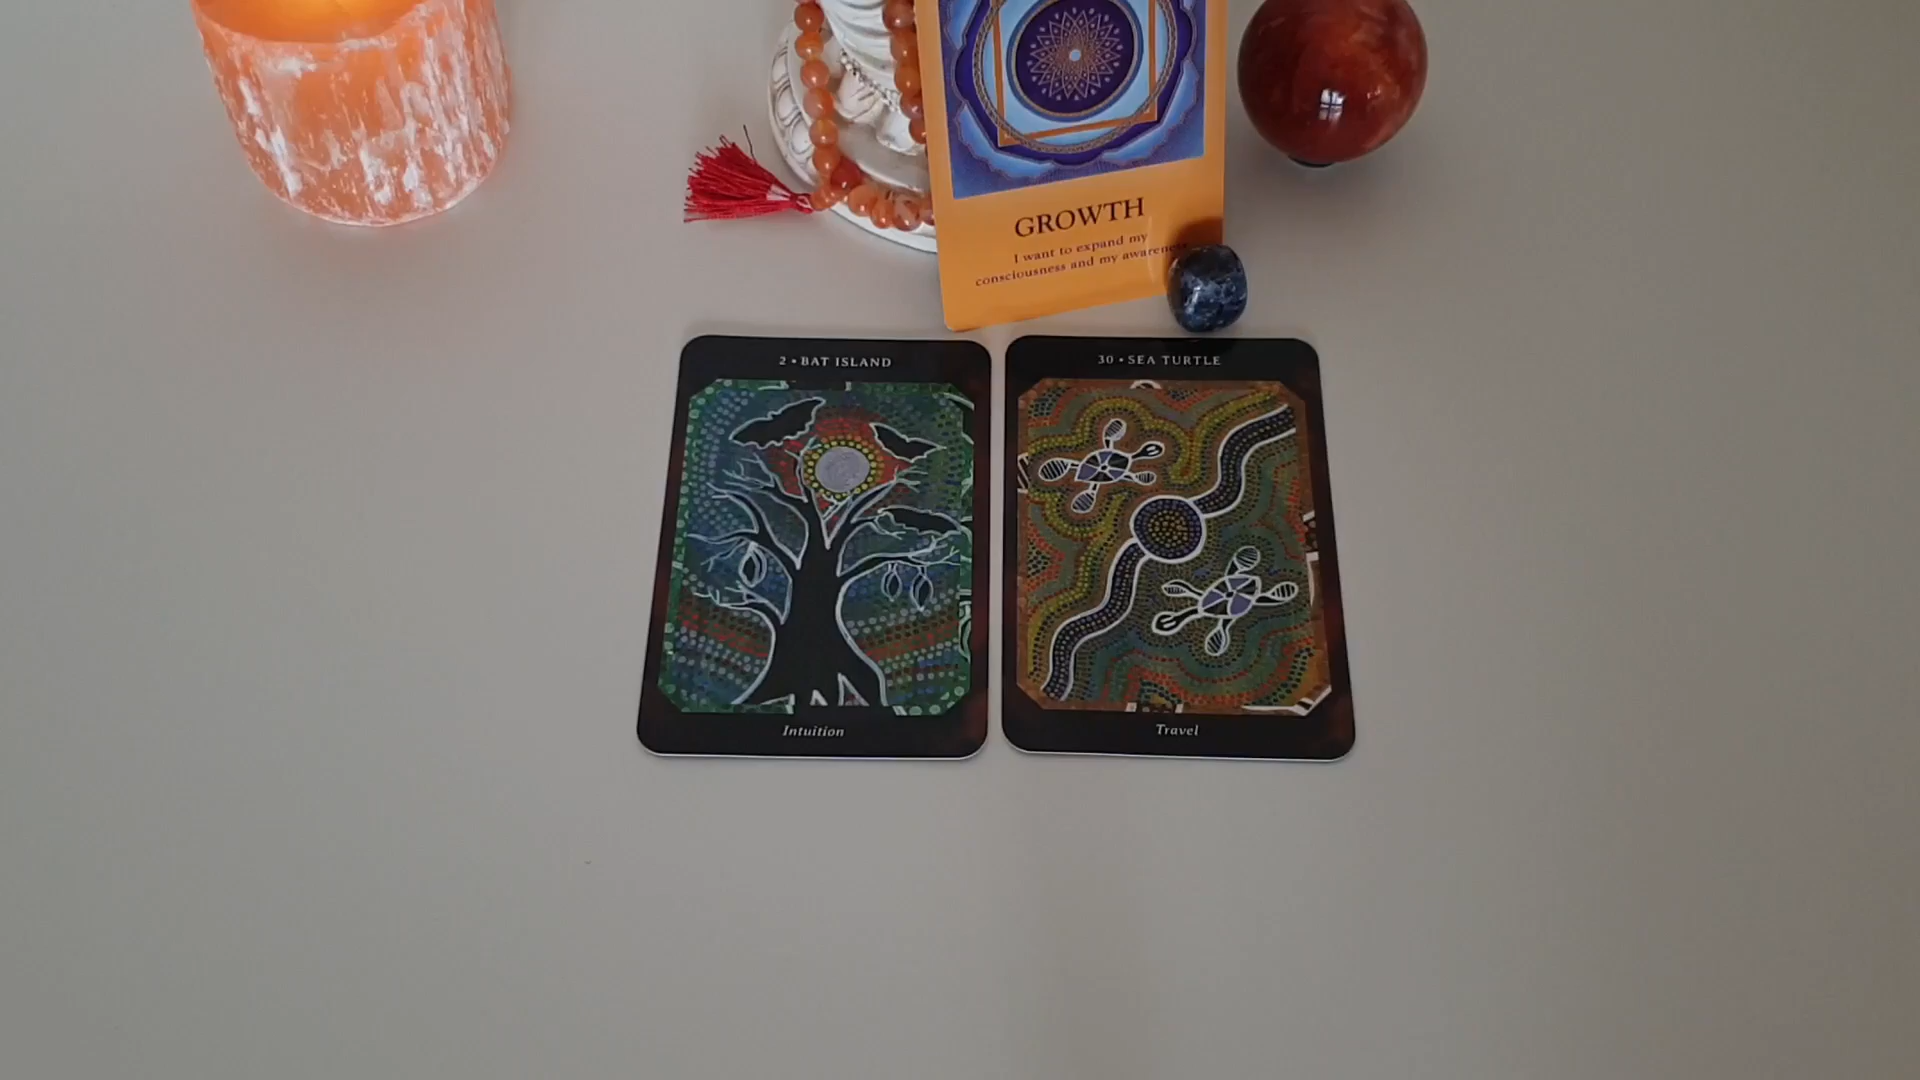 GROWTH
I want to expand my
consciousness and my awareness
2 • BAT ISLAND
30 • SEA TURTLE
Intuition
Travel